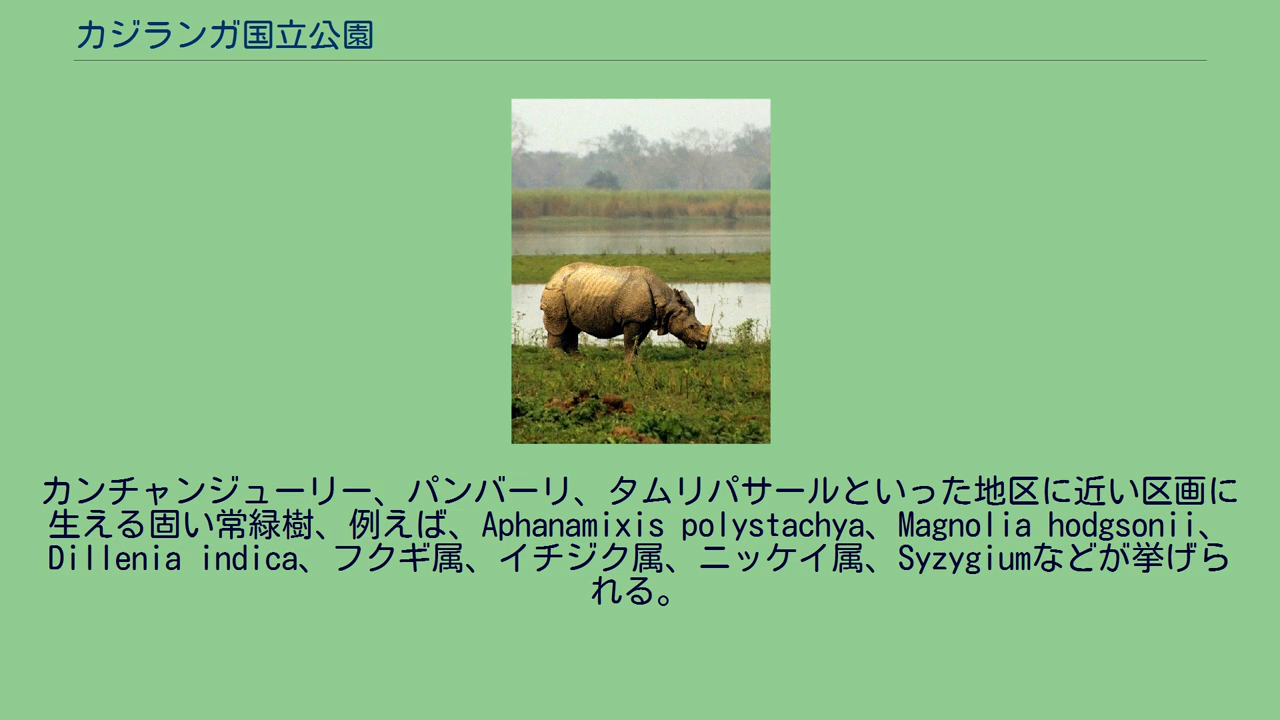 カジランガ国立公園
カンチャンジューリー、パンバーリ、タムリパサールといった地区に近い区画に
生える固い常緑樹、例えば、Aphanamixis polystachya、Magnolia hodgsonii、
Dillenia indica、フクギ属、イチジク属、ニッケイ属、Syzygiumなどが挙げら
れる。